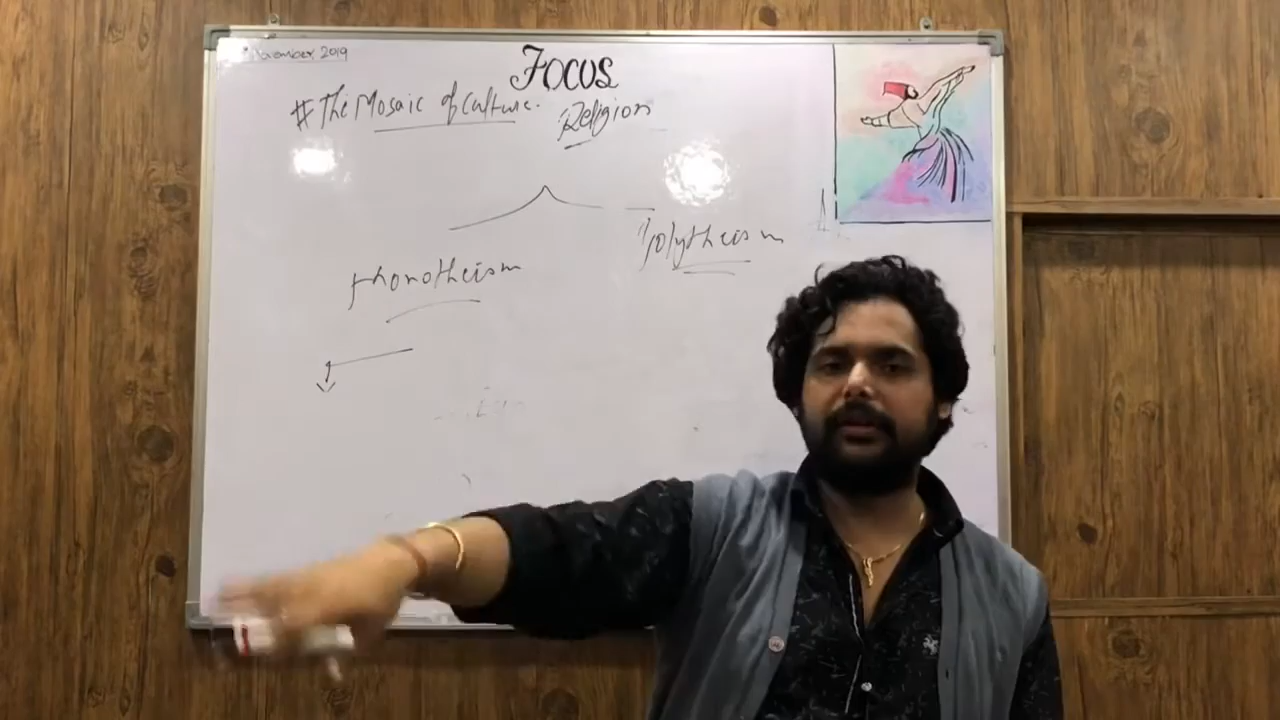 November, 2019
FOCUS
# The Mosaic of Culture.
Religion
Monotheism
Polytheism